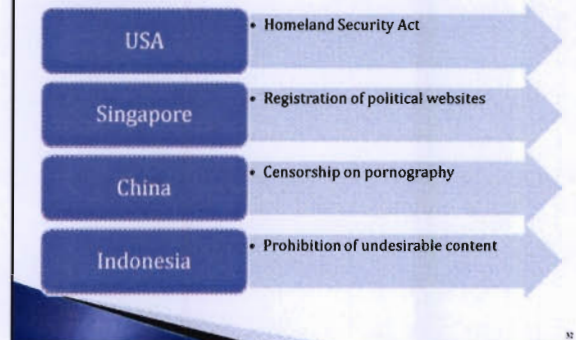 USA
• Homeland Security Act
Singapore
• Registration of political websites
China
• Censorship on pornography
Indonesia
• Prohibition of undesirable content